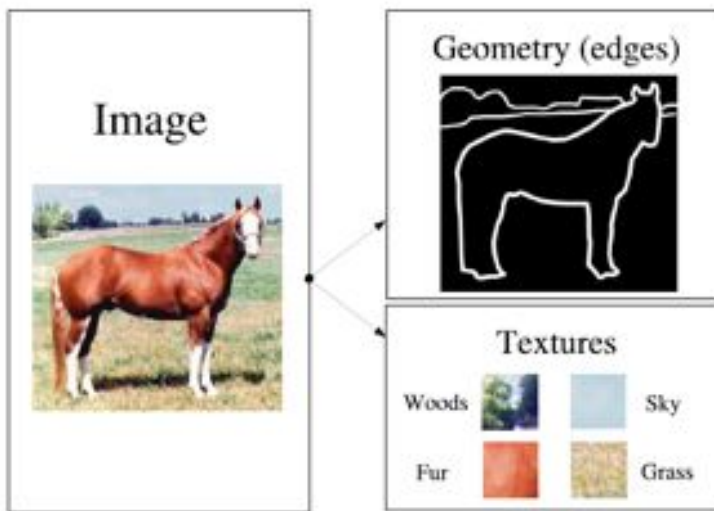 Image
Geometry (edges)
Textures
Woods
Sky
Fur
Grass